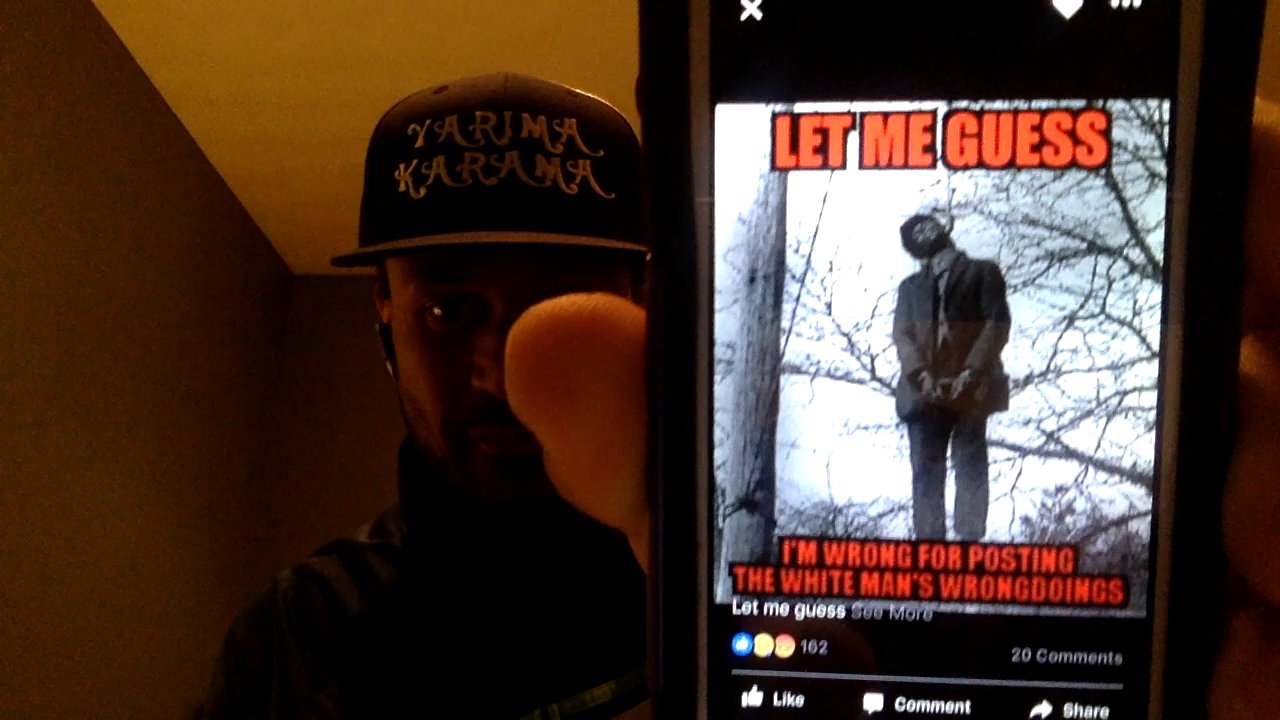 YARIMA
KARAMA
LET ME GUESS
I'M WRONG FOR POSTING
THE WHITE MAN'S WRONGDOINGS
Let me guess See More
162
20 Comments
Like Comment Share